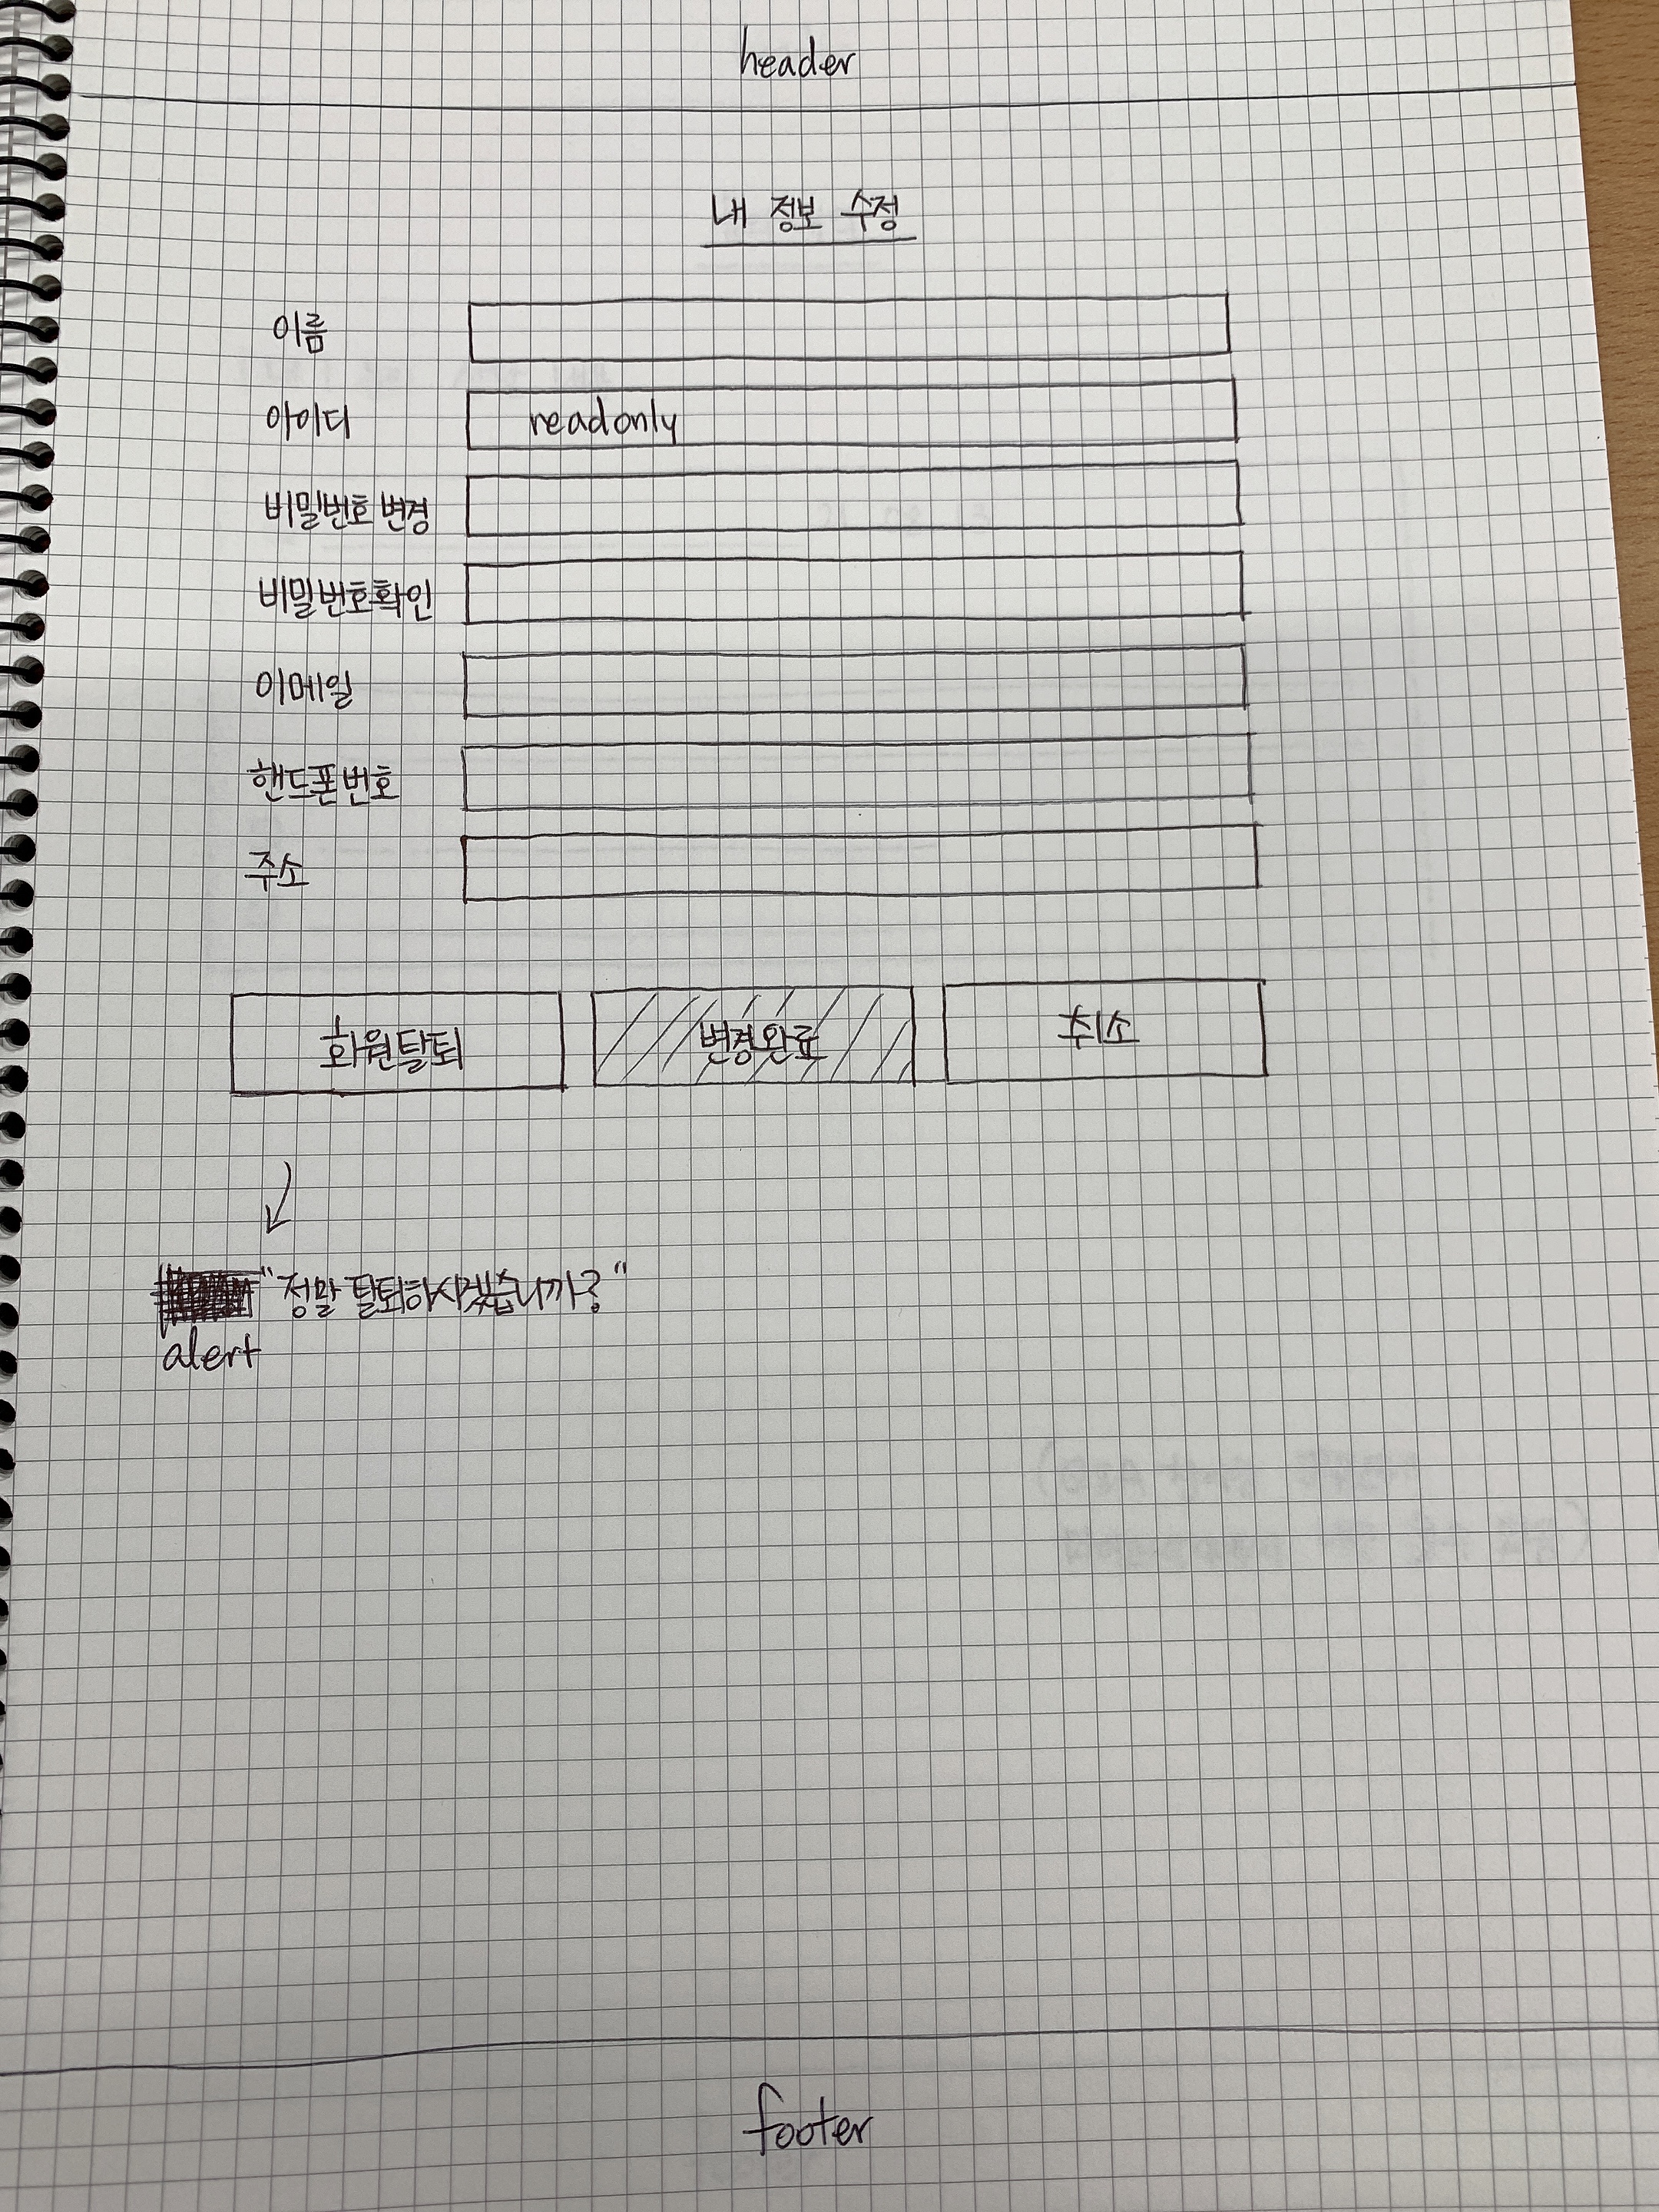 header
내 정보 수정
이름
아이디 readonly
비밀번호 변경
비밀번호확인
이메일
핸드폰번호
주소
회원탈퇴 변경완료 취소
"정말 탈퇴하시겠습니까?"
alert
footer